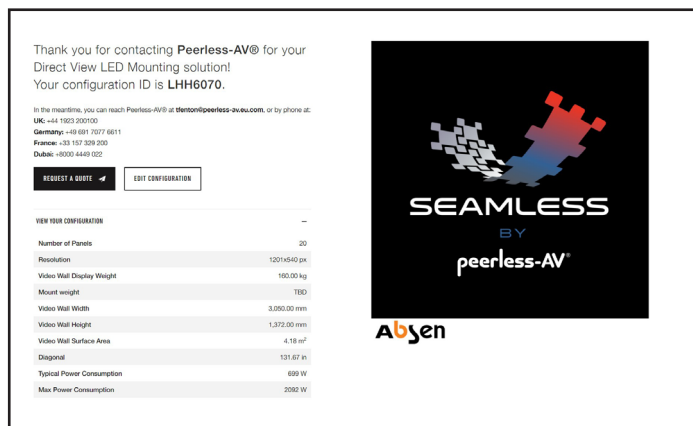 Thank you for contacting Peerless-AV® for your
Direct View LED Mounting solution!
Your configuration ID is LHH6070.
In the meantime, you can reach Peerless-AV® at tfenton@peerless-av.eu.com, or by phone at:
UK: +44 1923 200100
Germany: +49 691 7077 6611
France: +33 157 329 200
Dubai: +8000 4449 022
REQUEST A QUOTE
EDIT CONFIGURATION
VIEW YOUR CONFIGURATION –
Number of Panels 20
Resolution 1201x540 px
Video Wall Display Weight 160.00 kg
Mount weight TBD
Video Wall Width 3,050.00 mm
Video Wall Height 1,372.00 mm
Video Wall Surface Area 4.18 m²
Diagonal 131.67 in
Typical Power Consumption 699 W
Max Power Consumption 2092 W
SEAMLESS
BY
peerless-AV®
Absen